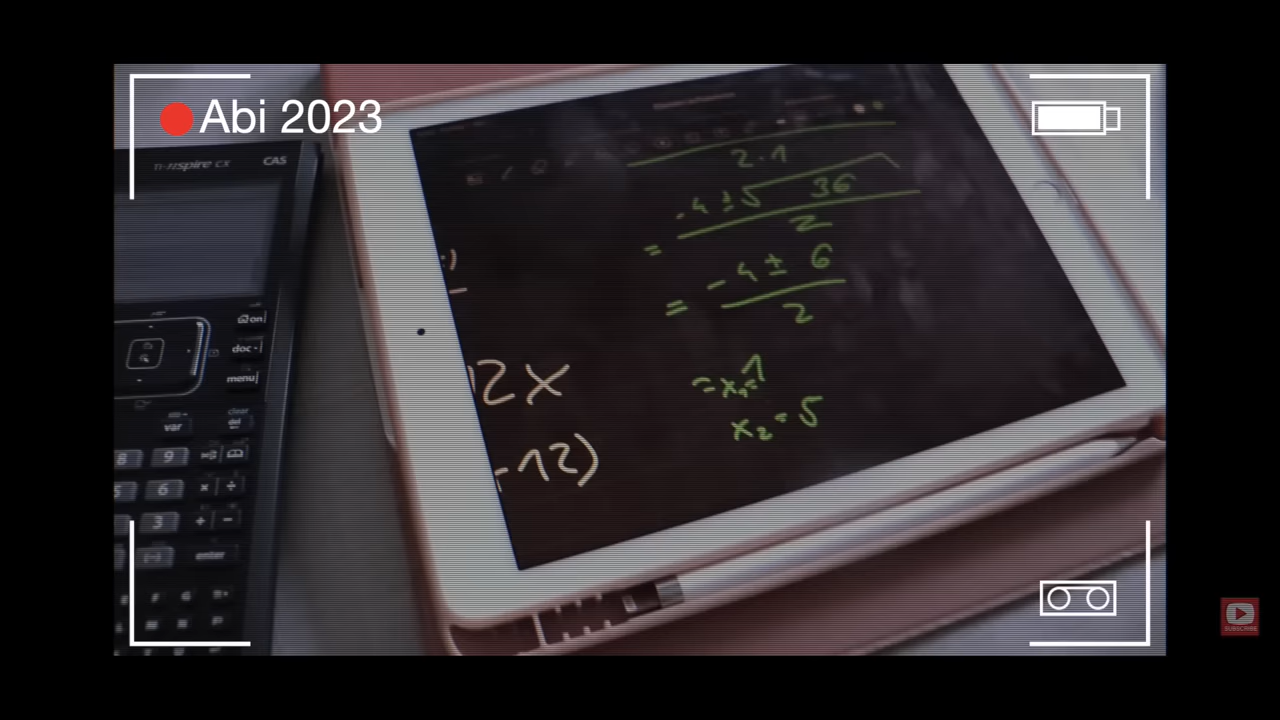 Abi 2023
TI-nspire CX CAS
on
doc
menu
clear
var
del
8 9
5 6 × ÷
3 + −
(−) enter
2·1
= -4 ± √36 / 2
= -4 ± 6 / 2
12x
-12)
= x₁=1
x₂=5
SUBSCRIBE